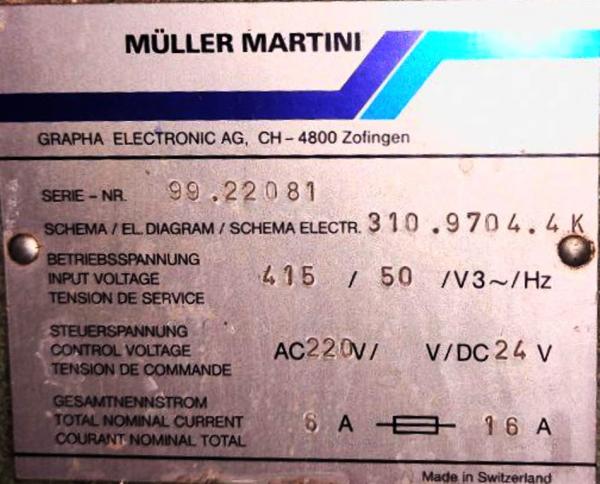 MÜLLER MARTINI
GRAPHA ELECTRONIC AG, CH – 4800 Zofingen
SERIE – NR. 99.22081
SCHEMA / EL. DIAGRAM / SCHEMA ELECTR. 310.9704.4K
BETRIEBSSPANNUNG
INPUT VOLTAGE 415 / 50 /V3~/Hz
TENSION DE SERVICE
STEUERSPANNUNG
CONTROL VOLTAGE AC220V/ V/DC24 V
TENSION DE COMMANDE
GESAMTNENNSTROM
TOTAL NOMINAL CURRENT 6 A 16 A
COURANT NOMINAL TOTAL
Made in Switzerland